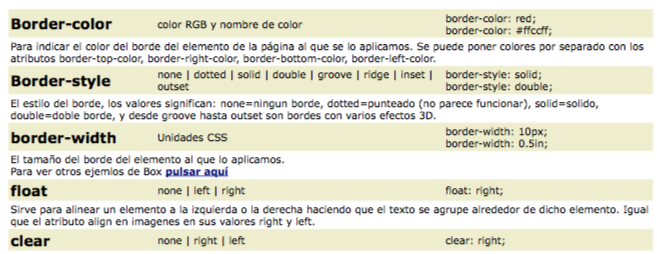 Border-color color RGB y nombre de color border-color: red;
border-color: #ffccff;
Para indicar el color del borde del elemento de la página al que se lo aplicamos. Se puede poner colores por separado con los
atributos border-top-color, border-right-color, border-bottom-color, border-left-color.
Border-style none | dotted | solid | double | groove | ridge | inset | outset border-style: solid;
border-style: double;
El estilo del borde, los valores significan: none=ningun borde, dotted=punteado (no parece funcionar), solid=solido,
double=doble borde, y desde groove hasta outset son bordes con varios efectos 3D.
border-width Unidades CSS border-width: 10px;
border-width: 0.5in;
El tamaño del borde del elemento al que lo aplicamos.
Para ver otros ejemlos de Box pulsar aquí
float none | left | right float: right;
Sirve para alinear un elemento a la izquierda o la derecha haciendo que el texto se agrupe alrededor de dicho elemento. Igual
que el atributo align en imagenes en sus valores right y left.
clear none | right | left clear: right;